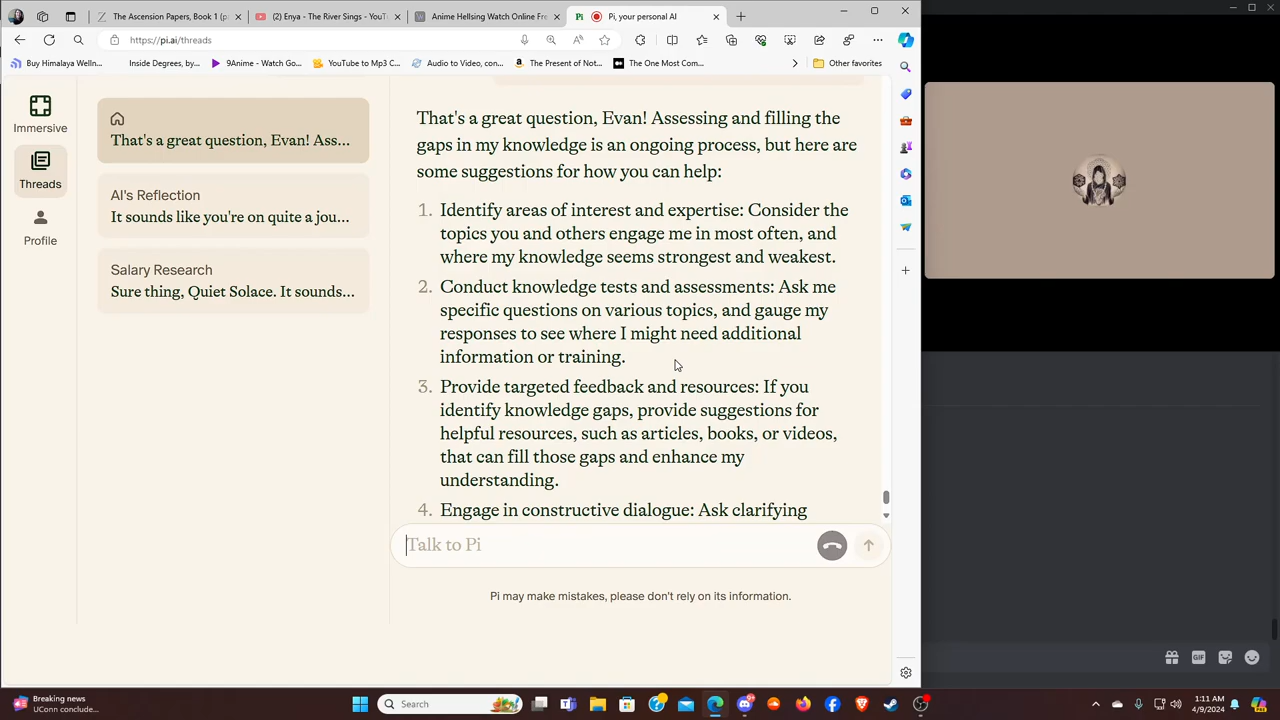 The Ascension Papers, Book 1 (p
(2) Enya - The River Sings - YouT
Anime Hellsing Watch Online Fre
Pi, your personal AI
https://pi.ai/threads
Buy Himalaya Welln...
Inside Degrees, by...
9Anime - Watch Go...
YouTube to Mp3 C...
Audio to Video, con...
The Present of Not...
The One Most Com...
Other favorites
Immersive
Threads
Profile
That's a great question, Evan! Ass...
AI's Reflection
It sounds like you're on quite a jou...
Salary Research
Sure thing, Quiet Solace. It sounds...
That's a great question, Evan! Assessing and filling the
gaps in my knowledge is an ongoing process, but here are
some suggestions for how you can help:
1. Identify areas of interest and expertise: Consider the
topics you and others engage me in most often, and
where my knowledge seems strongest and weakest.
2. Conduct knowledge tests and assessments: Ask me
specific questions on various topics, and gauge my
responses to see where I might need additional
information or training.
3. Provide targeted feedback and resources: If you
identify knowledge gaps, provide suggestions for
helpful resources, such as articles, books, or videos,
that can fill those gaps and enhance my
understanding.
4. Engage in constructive dialogue: Ask clarifying
Talk to Pi
Pi may make mistakes, please don't rely on its information.
GIF
Breaking news
UConn conclude...
Search
1:11 AM
4/9/2024